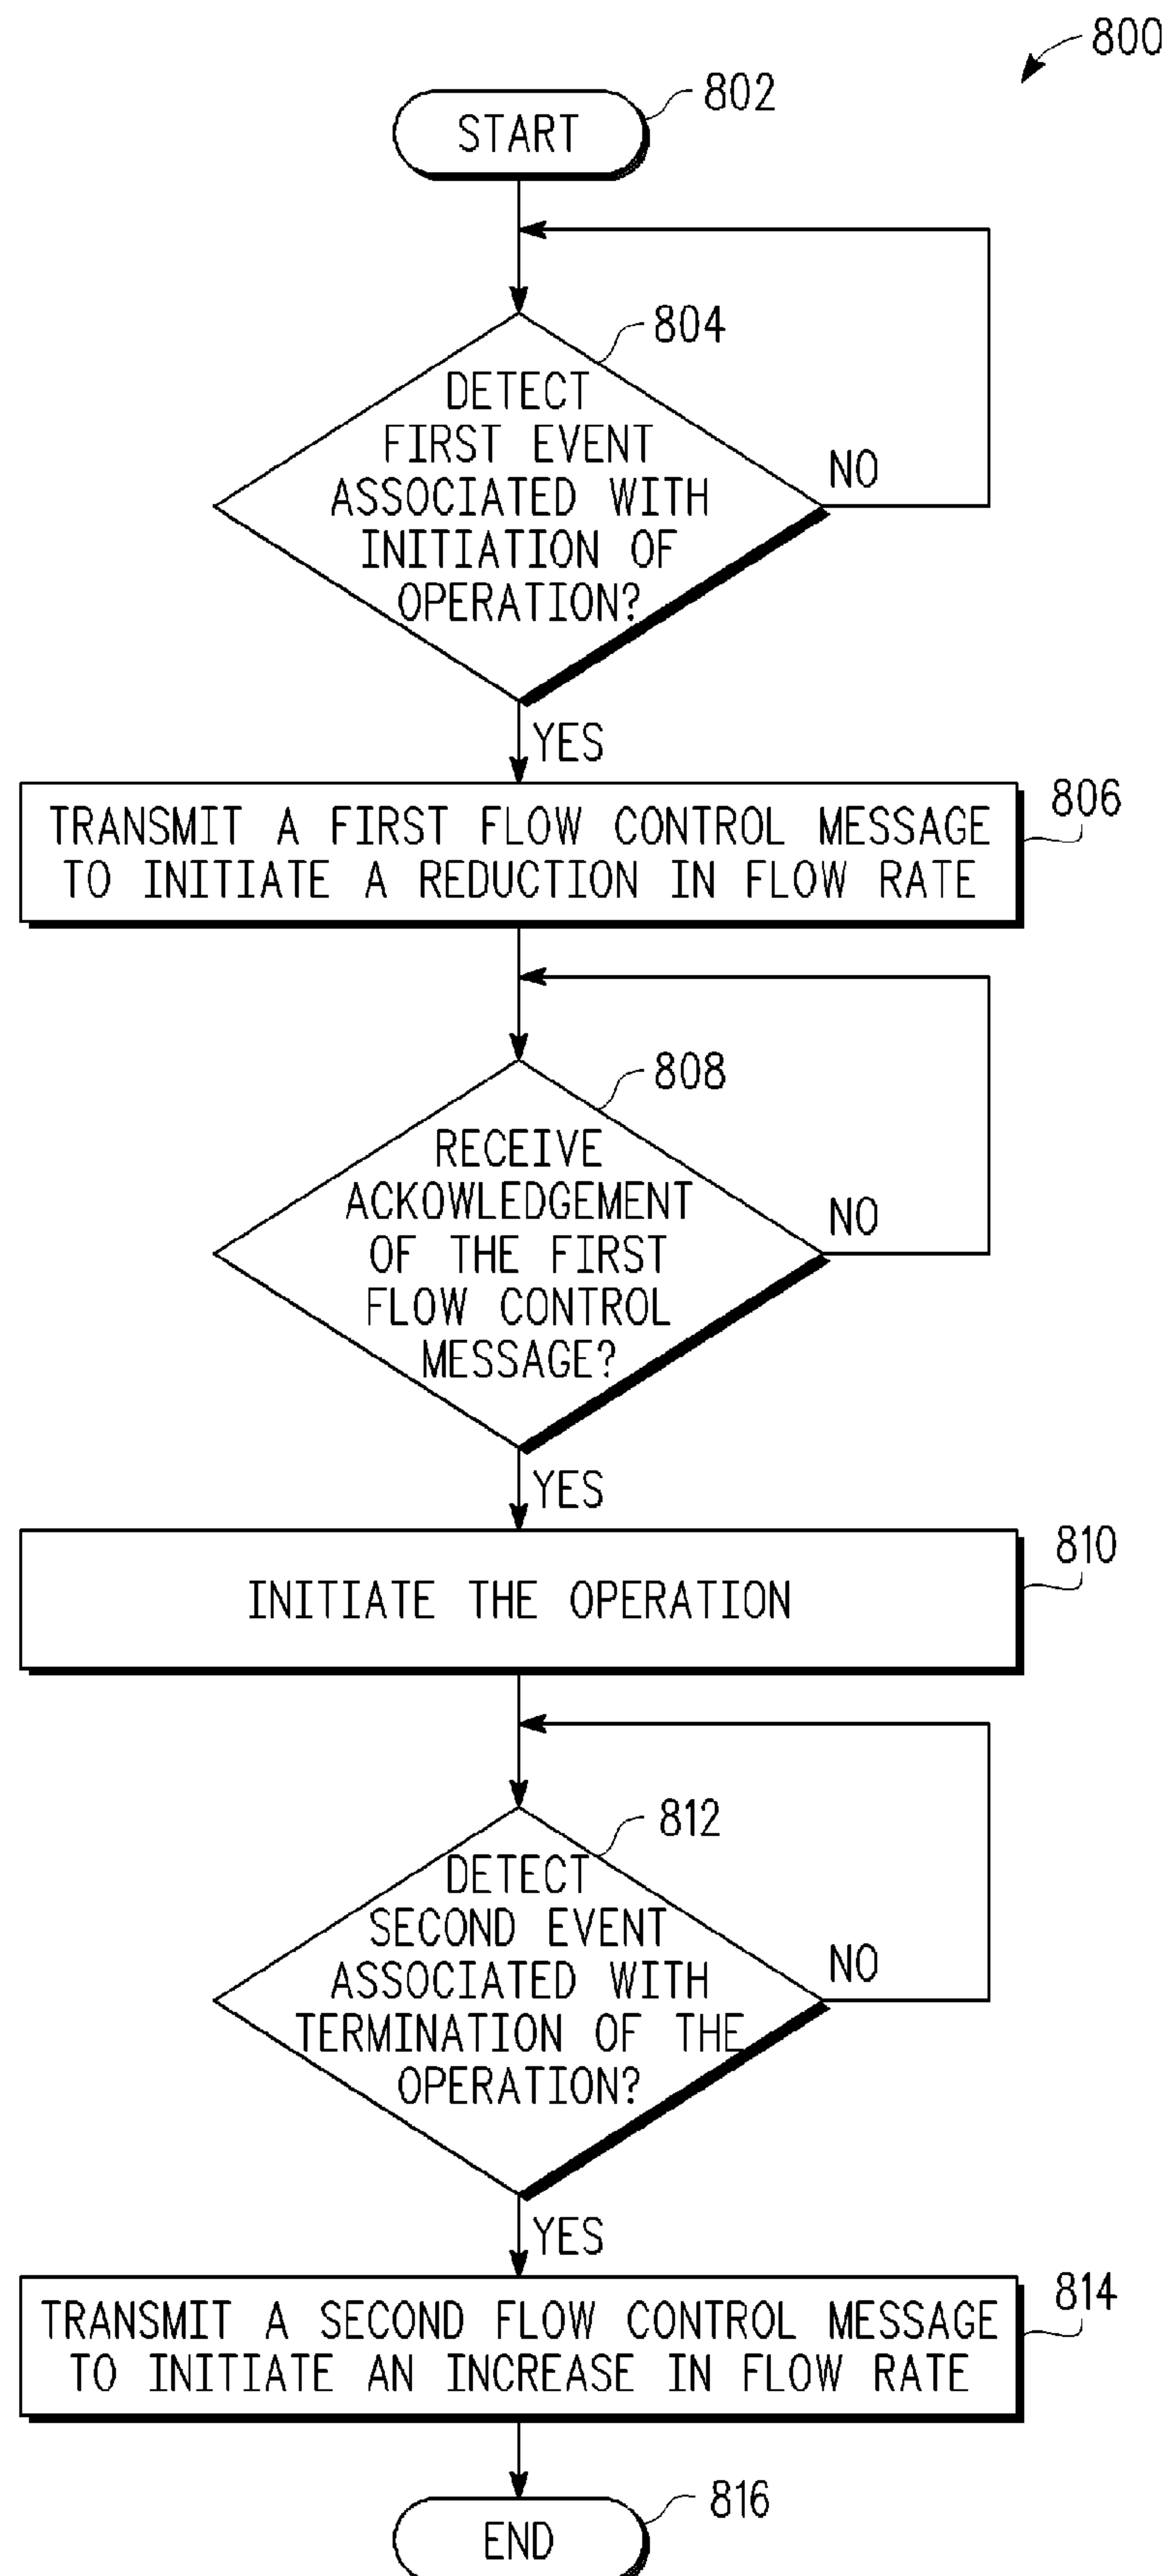 800
START
802
804
DETECT
FIRST EVENT
ASSOCIATED WITH
INITIATION OF
OPERATION?
NO
YES
TRANSMIT A FIRST FLOW CONTROL MESSAGE
TO INITIATE A REDUCTION IN FLOW RATE
806
808
RECEIVE
ACKOWLEDGEMENT
OF THE FIRST
FLOW CONTROL
MESSAGE?
NO
YES
INITIATE THE OPERATION
810
812
DETECT
SECOND EVENT
ASSOCIATED WITH
TERMINATION OF THE
OPERATION?
NO
YES
TRANSMIT A SECOND FLOW CONTROL MESSAGE
TO INITIATE AN INCREASE IN FLOW RATE
814
END
816